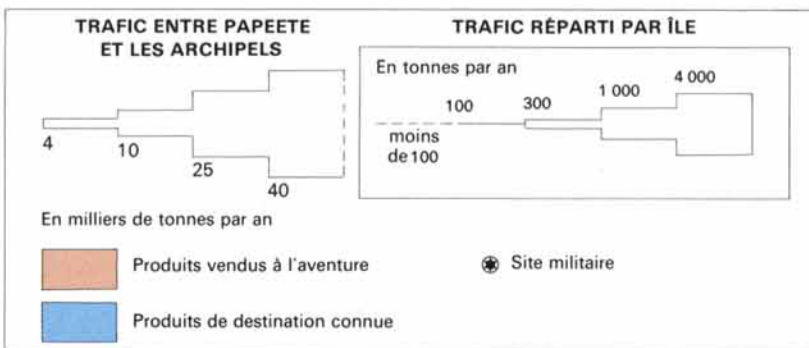 TRAFIC ENTRE PAPEETE
ET LES ARCHIPELS
4
10
25
40
En milliers de tonnes par an
TRAFIC RÉPARTI PAR ÎLE
En tonnes par an
moins
de 100
100
300
1 000
4 000
Produits vendus à l'aventure
Produits de destination connue
Site militaire